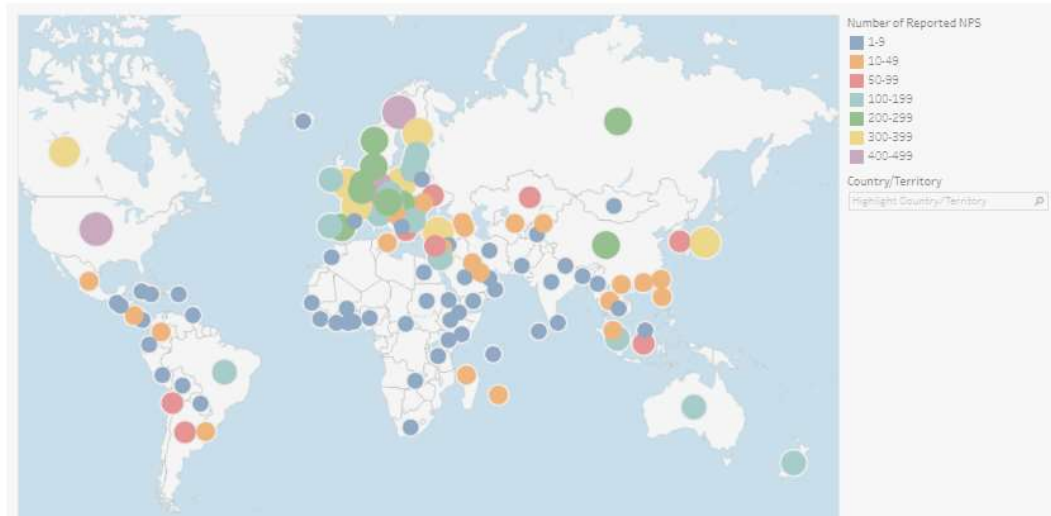 Number of Reported NPS
1-9
10-49
50-99
100-199
200-299
300-399
400-499
Country/Territory
Highlight Country/Territory